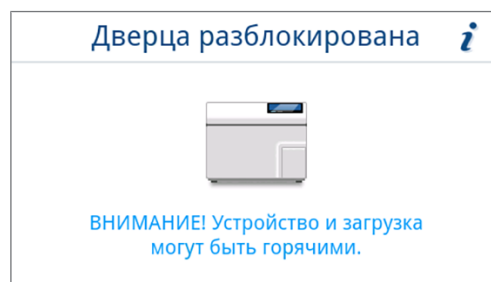 Дверца разблокирована
i
ВНИМАНИЕ! Устройство и загрузка
могут быть горячими.